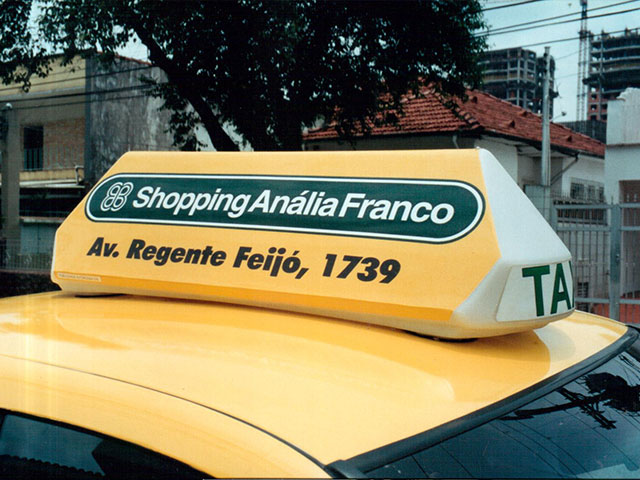 Shopping Anália Franco
Av. Regente Feijó, 1739
TA